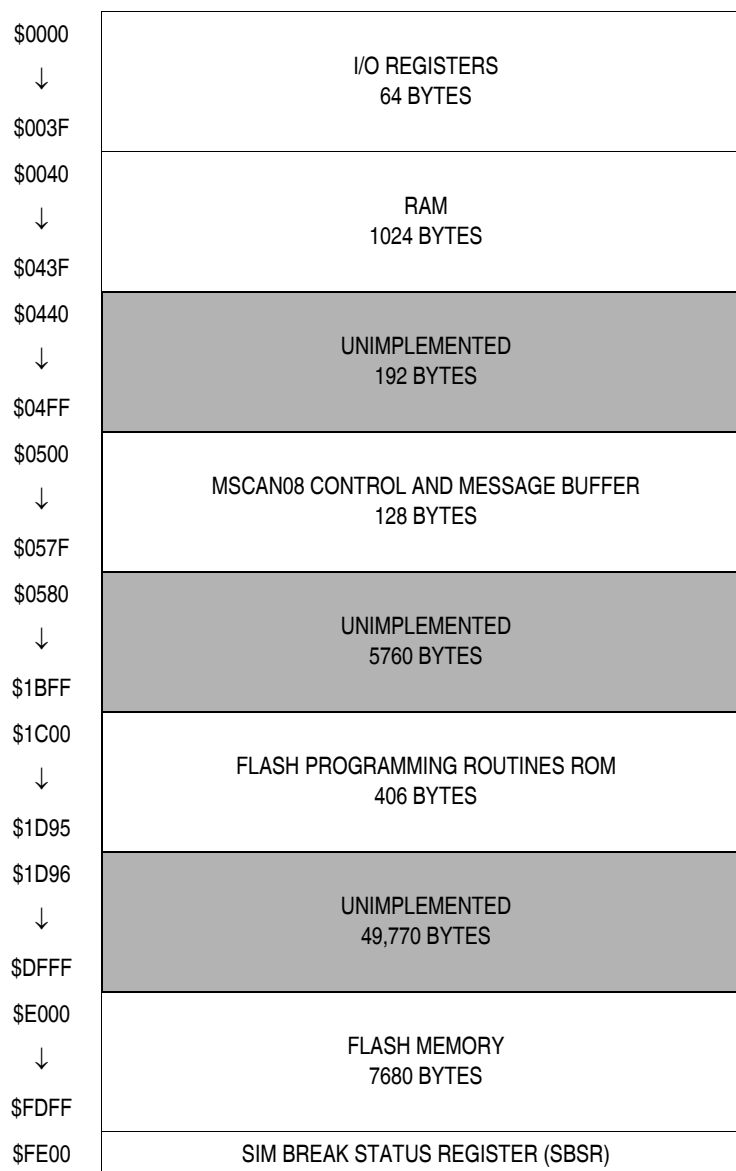 $0000
↓
$003F
I/O REGISTERS
64 BYTES
$0040
↓
$043F
RAM
1024 BYTES
$0440
↓
$04FF
UNIMPLEMENTED
192 BYTES
$0500
↓
$057F
MSCAN08 CONTROL AND MESSAGE BUFFER
128 BYTES
$0580
↓
$1BFF
UNIMPLEMENTED
5760 BYTES
$1C00
↓
$1D95
FLASH PROGRAMMING ROUTINES ROM
406 BYTES
$1D96
↓
$DFFF
UNIMPLEMENTED
49,770 BYTES
$E000
↓
$FDFF
FLASH MEMORY
7680 BYTES
$FE00
SIM BREAK STATUS REGISTER (SBSR)